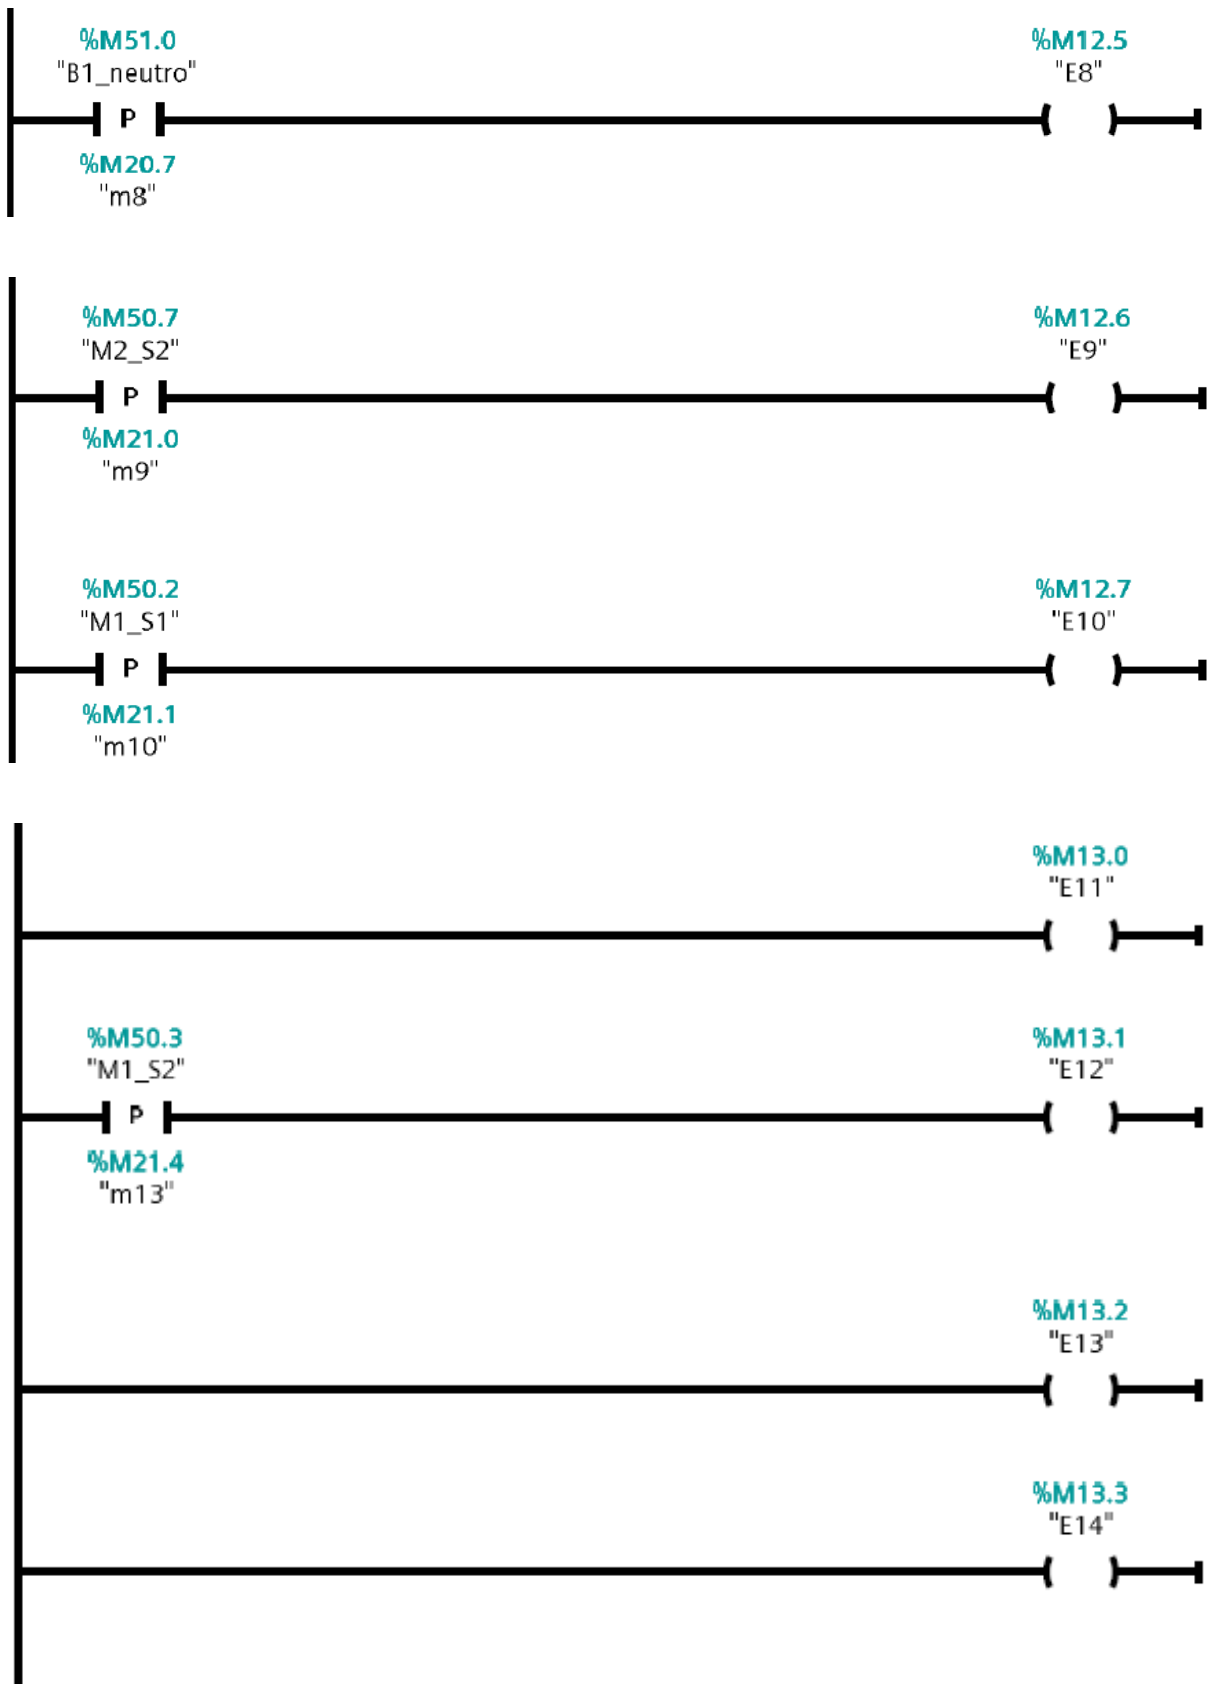 %M51.0
"B1_neutro"
%M12.5
"E8"
P
%M20.7
"m8"
%M50.7
"M2_S2"
%M12.6
"E9"
P
%M21.0
"m9"
%M50.2
"M1_S1"
%M12.7
"E10"
P
%M21.1
"m10"
%M13.0
"E11"
%M50.3
"M1_S2"
%M13.1
"E12"
P
%M21.4
"m13"
%M13.2
"E13"
%M13.3
"E14"